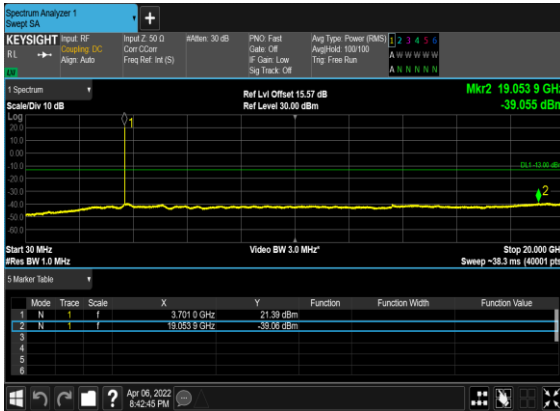 Spectrum Analyzer 1
Swept SA
+
KEYSIGHT Input: RF Input Z: 50 Ω #Atten: 30 dB PNO: Fast Avg Type: Power (RMS) 1 2 3 4 5 6
RL Coupling: DC Corr CCorr Gate: Off Avg|Hold: 100/100 A W W W W W
Align: Auto Freq Ref: Int (S) IF Gain: Low Trig: Free Run
Sig Track: Off A N N N N N
1 Spectrum Ref Lvl Offset 15.57 dB Mkr2 19.053 9 GHz
Scale/Div 10 dB Ref Level 30.00 dBm -39.055 dBm
Log
1
20.0
10.0
0.00
-10.0
DL1 -13.00 dBm
-20.0
-30.0
2
-40.0
-50.0
-60.0
Start 30 MHz Video BW 3.0 MHz* Stop 20.000 GHz
#Res BW 1.0 MHz Sweep ~38.3 ms (40001 pts)
5 Marker Table
Mode Trace Scale X Y Function Function Width Function Value
1 N 1 f 3.701 0 GHz 21.39 dBm
2 N 1 f 19.053 9 GHz -39.06 dBm
3
4
5
6
? Apr 06, 2022
8:42:45 PM